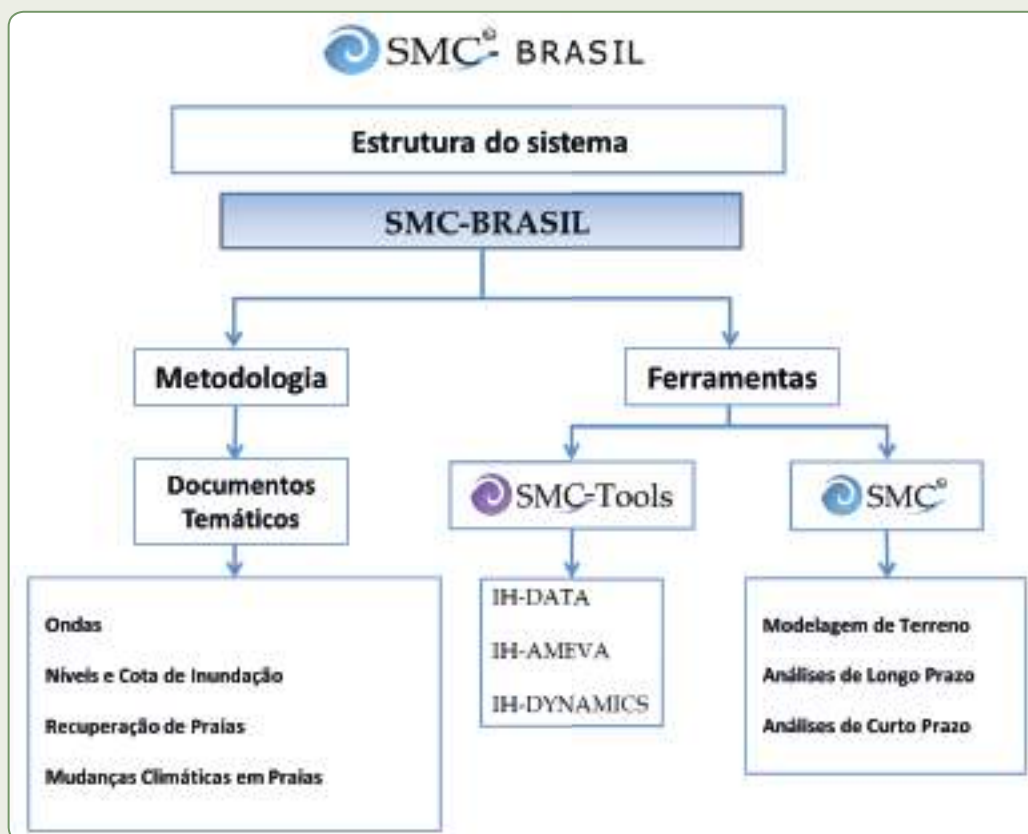 SMC© BRASIL
Estrutura do sistema
SMC-BRASIL
Metodologia
Ferramentas
Documentos
Temáticos
SMC-Tools
SMC©
Ondas
Níveis e Cota de Inundação
Recuperação de Praias
Mudanças Climáticas em Praias
IH-DATA
IH-AMEVA
IH-DYNAMICS
Modelagem de Terreno
Análises de Longo Prazo
Análises de Curto Prazo